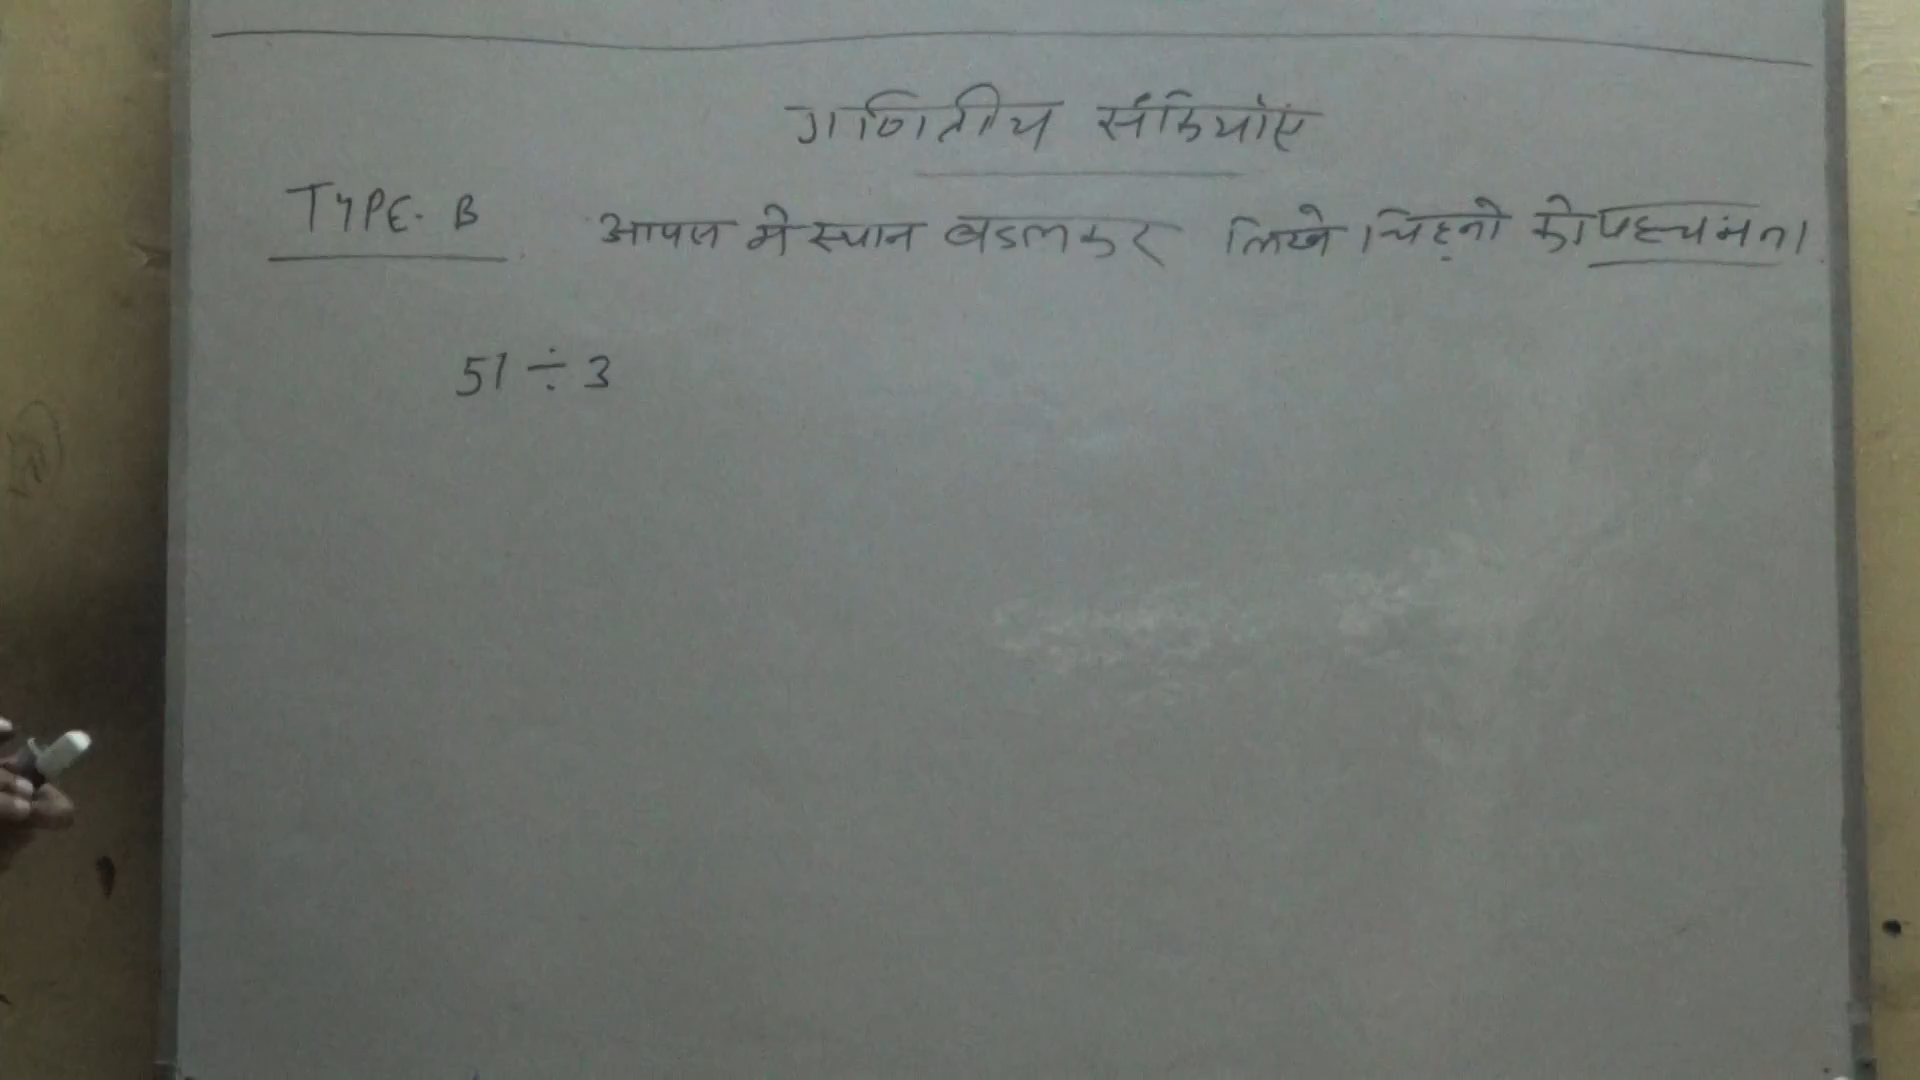 गणितीय संक्रियाएं
TYPE. B आपस मे स्थान बदलकर लिखे चिह्नो को पहचानना।
51 ÷ 3